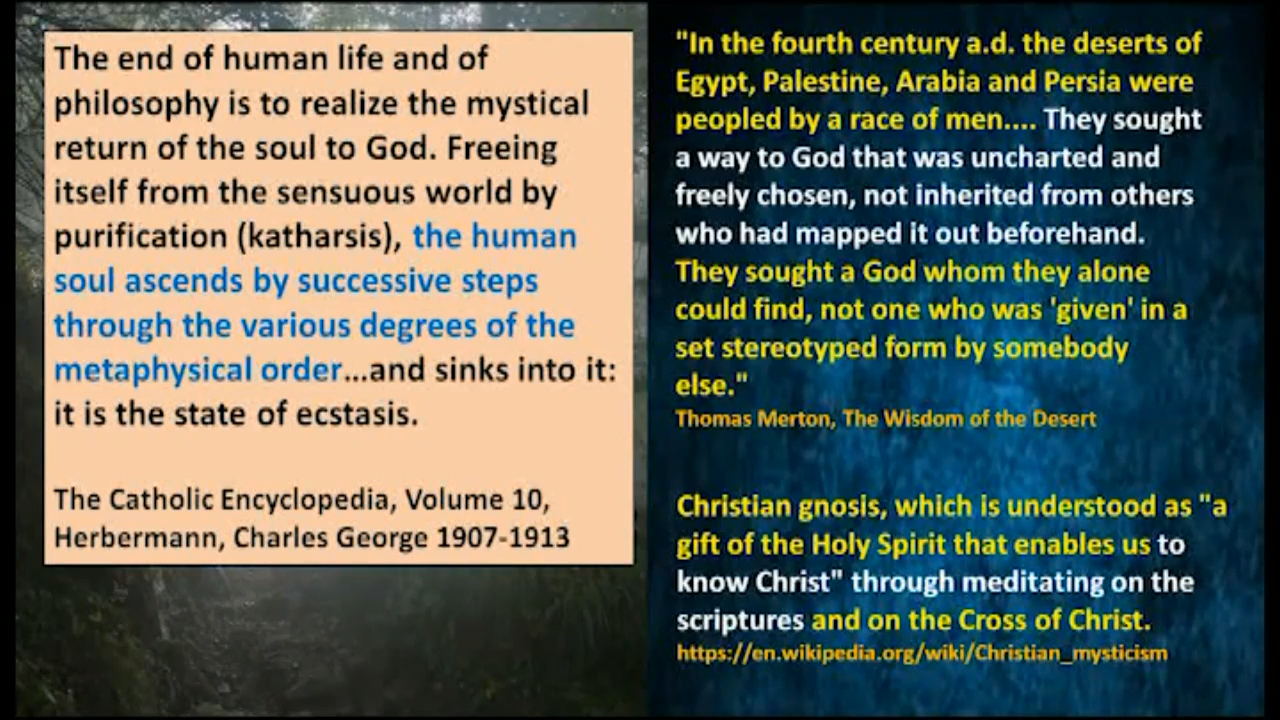 The end of human life and of
philosophy is to realize the mystical
return of the soul to God. Freeing
itself from the sensuous world by
purification (katharsis), the human
soul ascends by successive steps
through the various degrees of the
metaphysical order...and sinks into it:
it is the state of ecstasis.
The Catholic Encyclopedia, Volume 10,
Herbermann, Charles George 1907-1913
"In the fourth century a.d. the deserts of
Egypt, Palestine, Arabia and Persia were
peopled by a race of men.... They sought
a way to God that was uncharted and
freely chosen, not inherited from others
who had mapped it out beforehand.
They sought a God whom they alone
could find, not one who was 'given' in a
set stereotyped form by somebody
else."
Thomas Merton, The Wisdom of the Desert
Christian gnosis, which is understood as "a
gift of the Holy Spirit that enables us to
know Christ" through meditating on the
scriptures and on the Cross of Christ.
https://en.wikipedia.org/wiki/Christian_mysticism